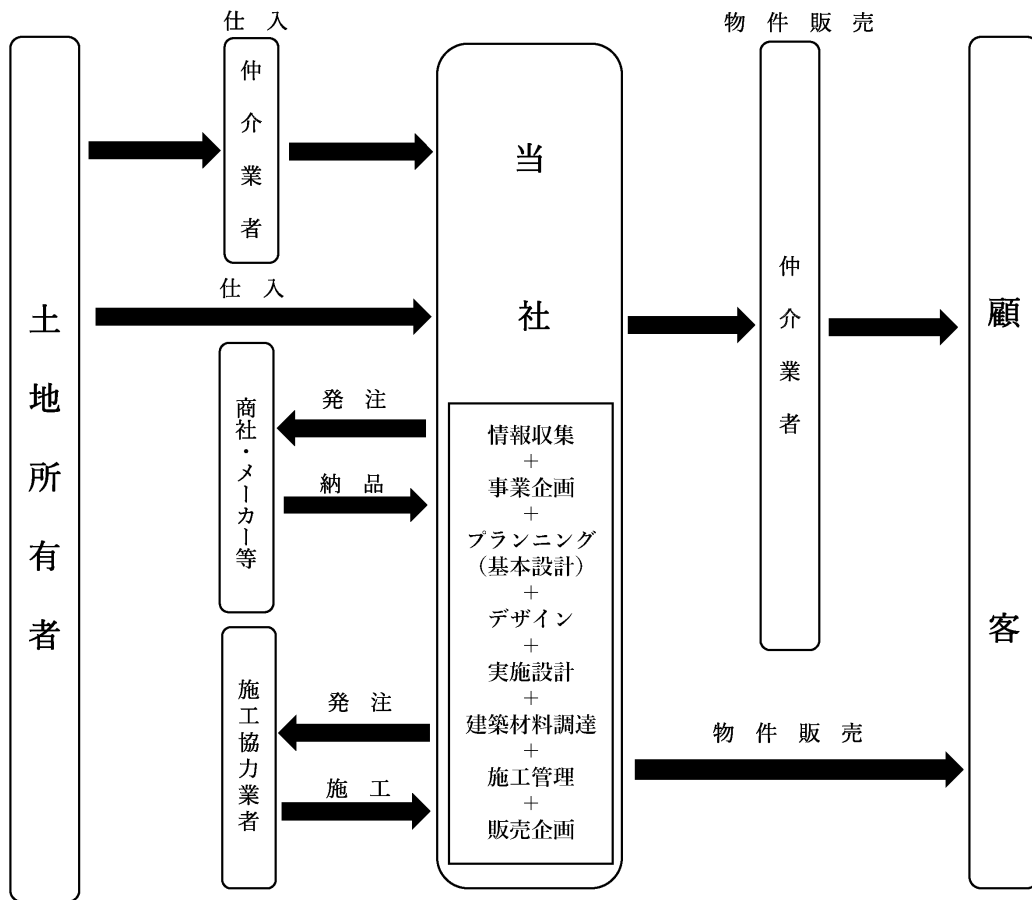 土地所有者
仕入
仲介業者
仕入
商社・メーカー等
発注
納品
施工協力業者
発注
施工
当社
情報収集
+
事業企画
+
プランニング
(基本設計)
+
デザイン
+
実施設計
+
建築材料調達
+
施工管理
+
販売企画
物件販売
仲介業者
物件販売
顧客